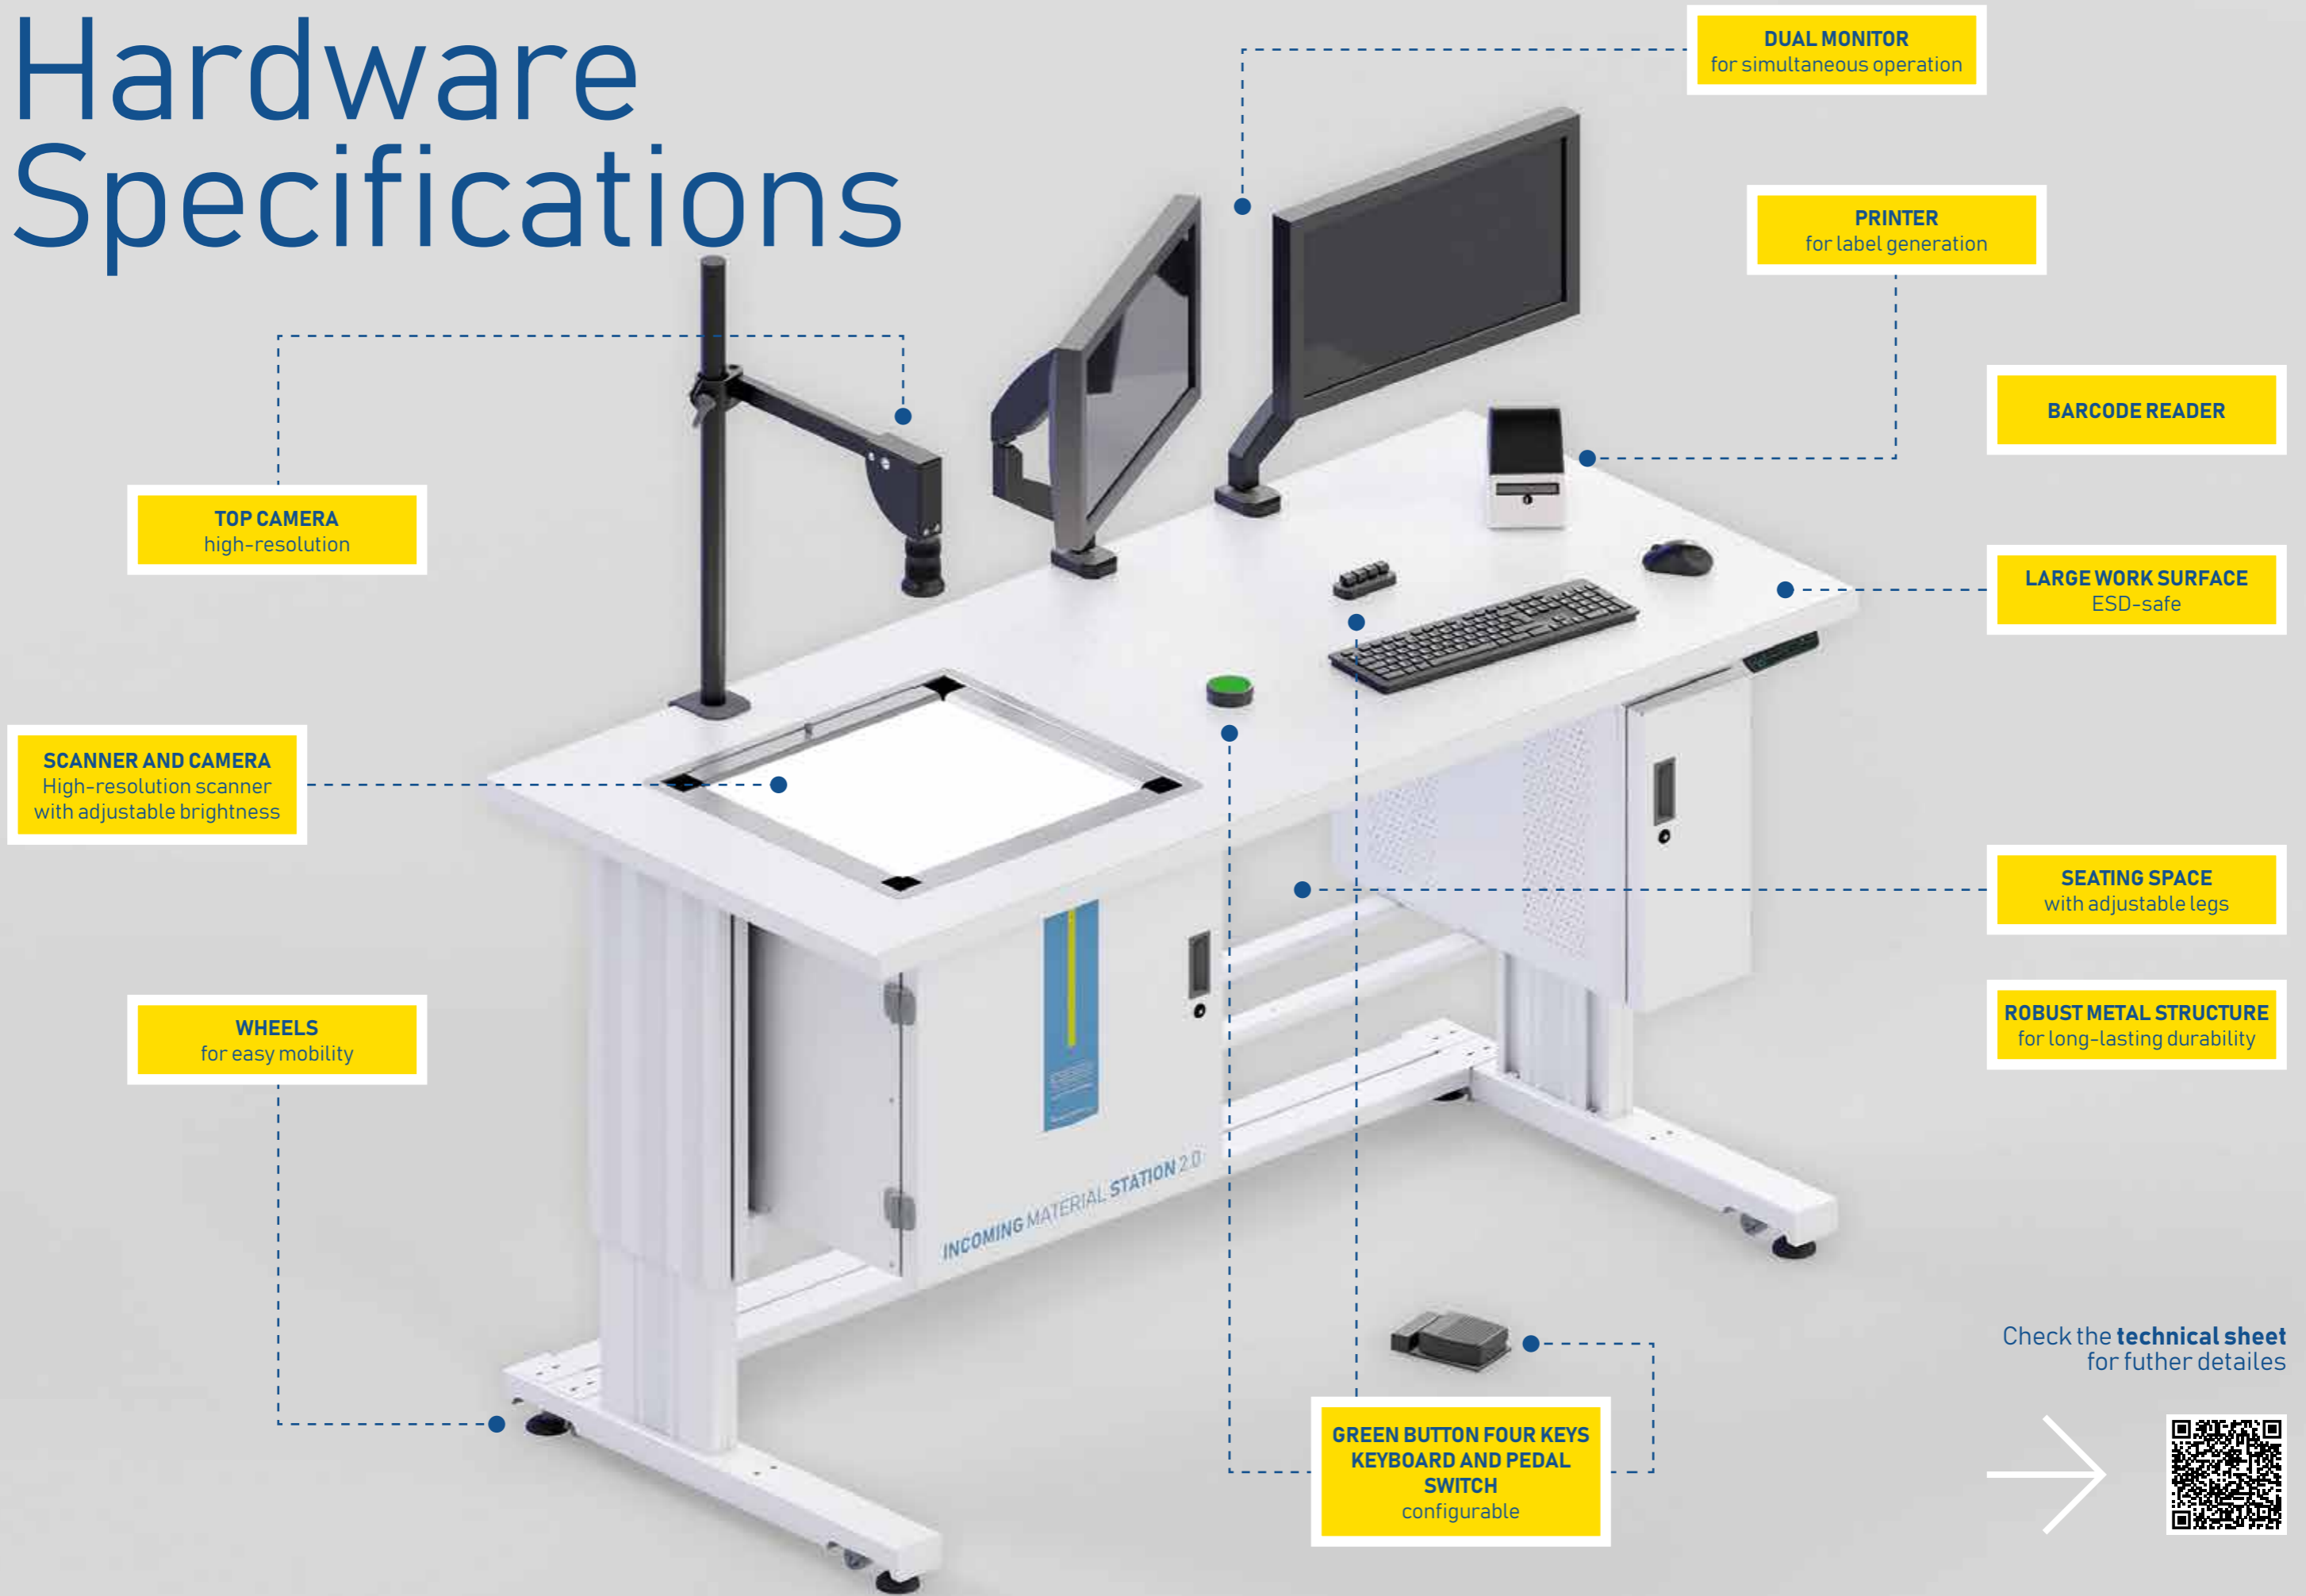 Hardware
Specifications
DUAL MONITOR
for simultaneous operation
PRINTER
for label generation
BARCODE READER
TOP CAMERA
high-resolution
LARGE WORK SURFACE
ESD-safe
SCANNER AND CAMERA
High-resolution scanner
with adjustable brightness
SEATING SPACE
with adjustable legs
ROBUST METAL STRUCTURE
for long-lasting durability
WHEELS
for easy mobility
INCOMING MATERIAL STATION 2.0
GREEN BUTTON FOUR KEYS
KEYBOARD AND PEDAL
SWITCH
configurable
Check the technical sheet
for futher detailes